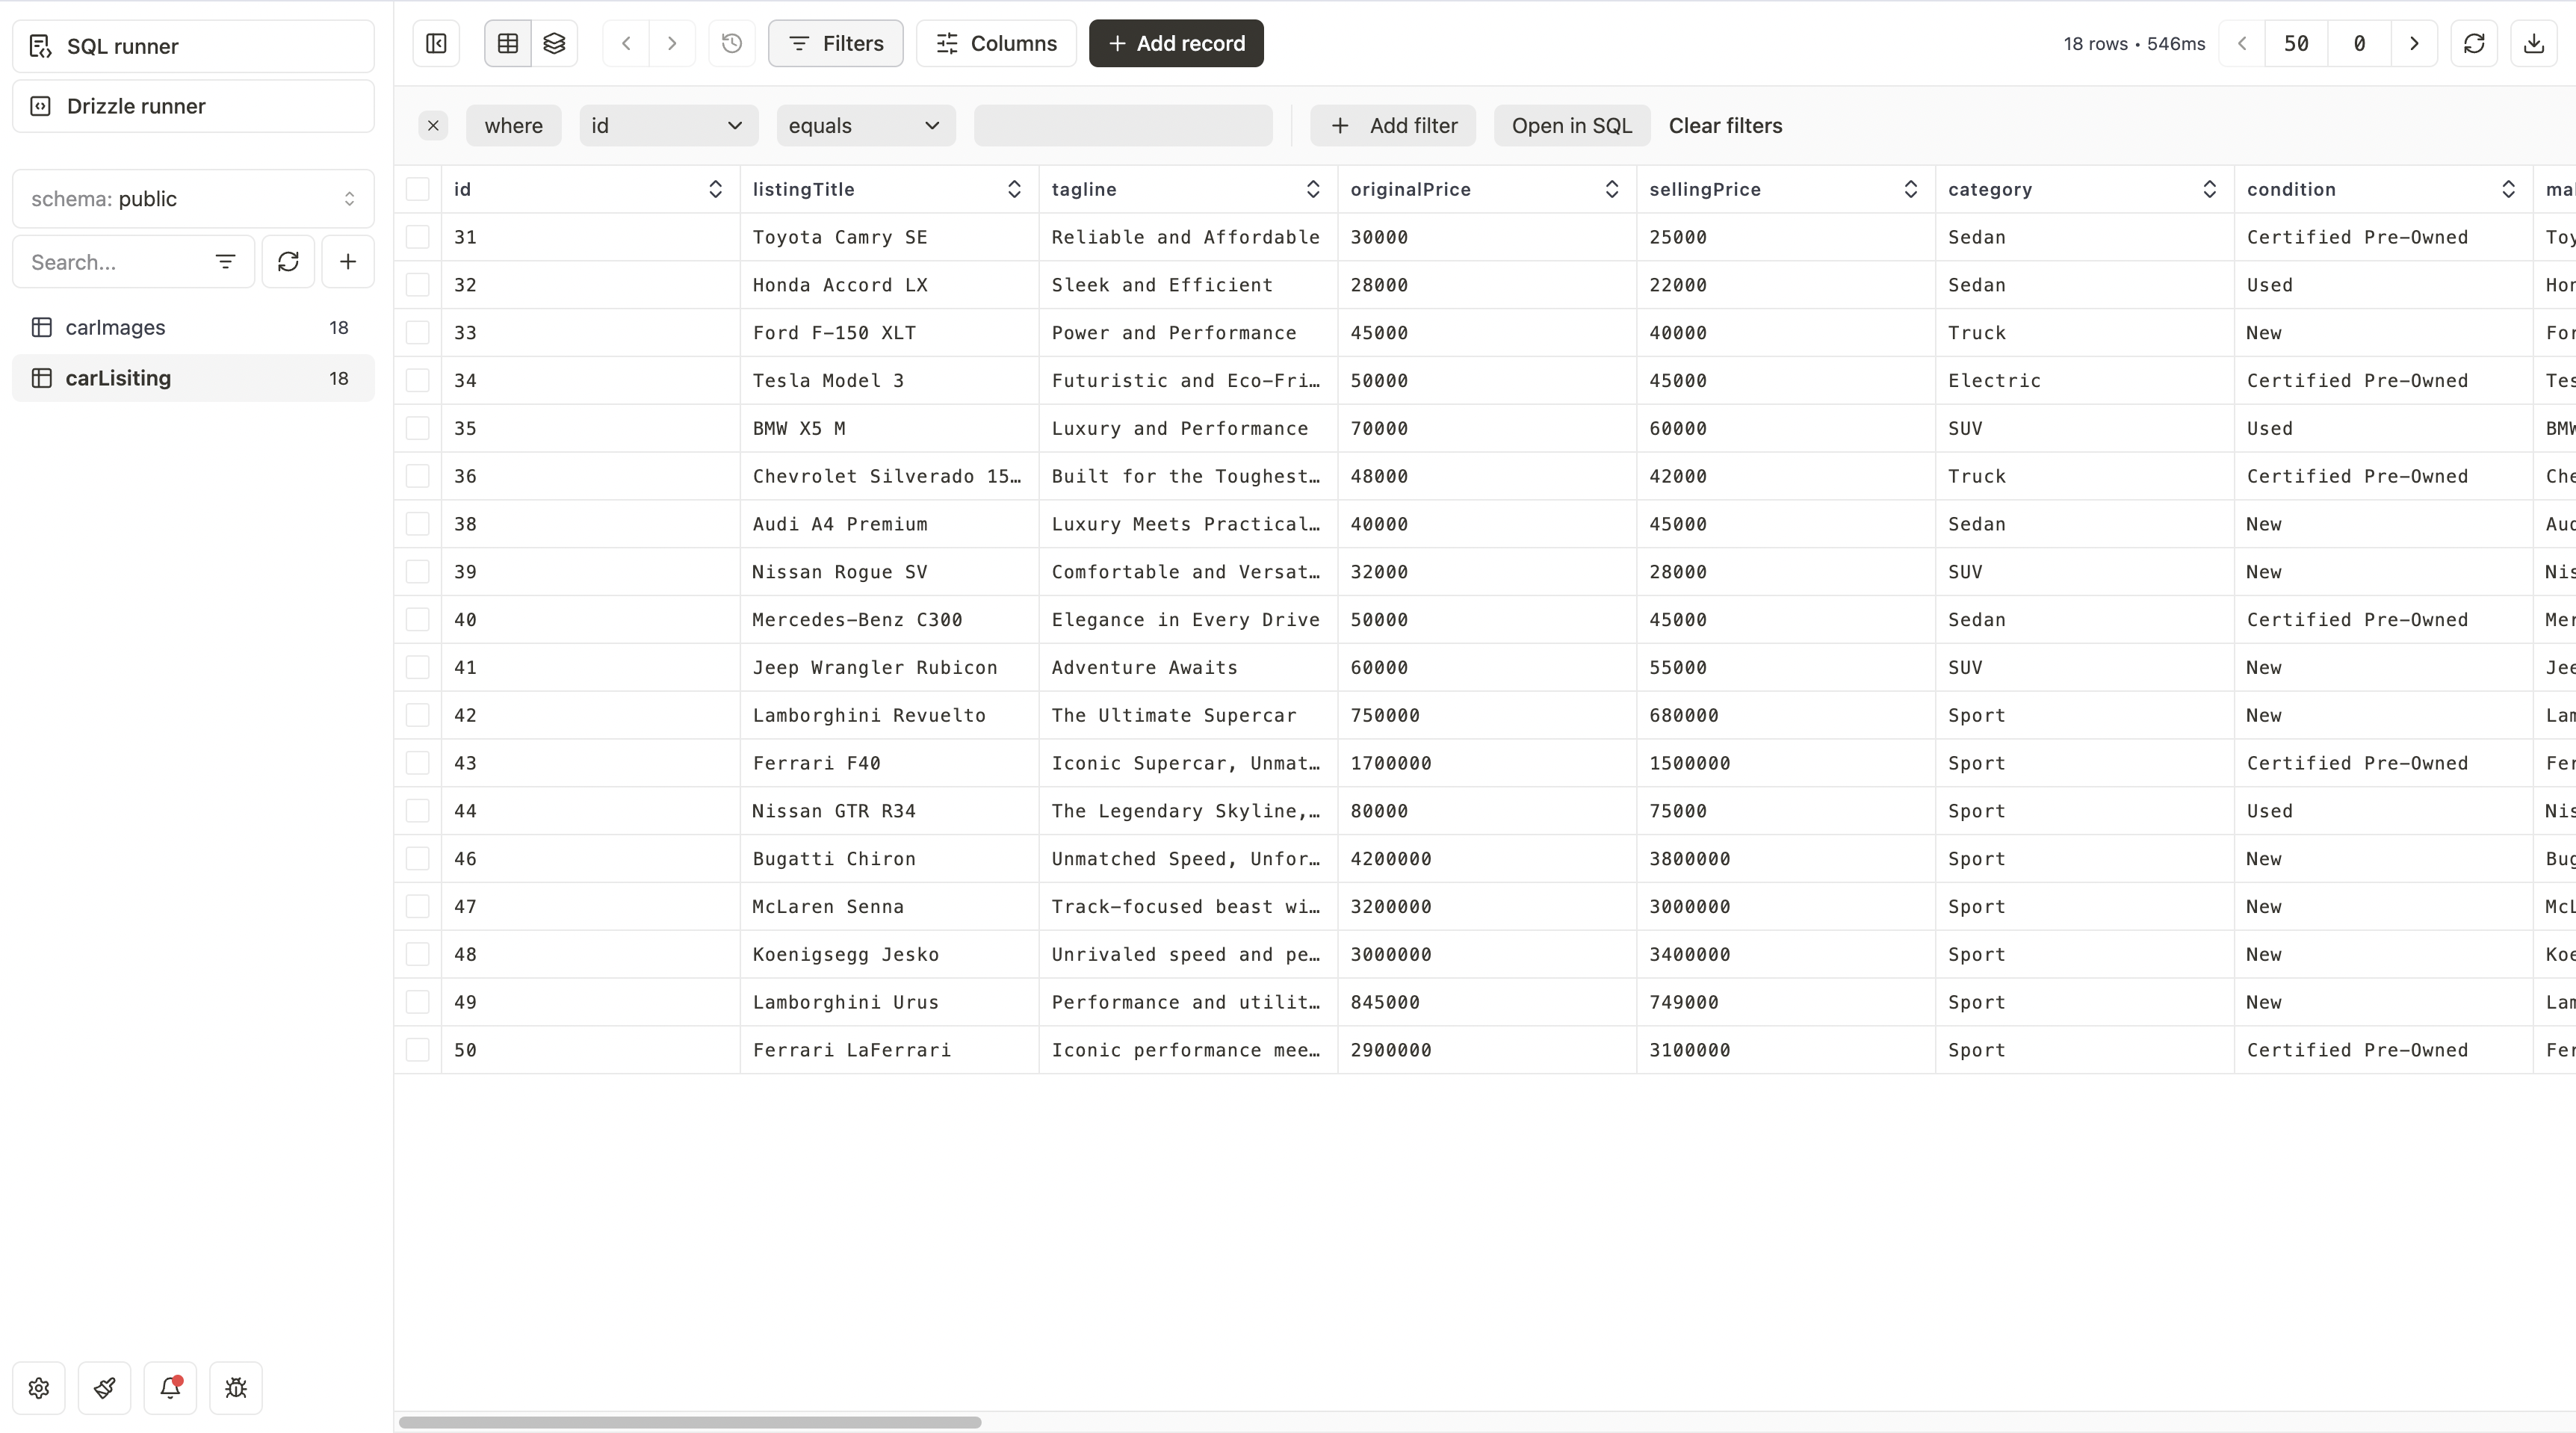 SQL runner
Drizzle runner
schema: public
Search...
carImages 18
carLisiting 18
Filters Columns + Add record 18 rows • 546ms 50 0
where id equals + Add filter Open in SQL Clear filters
id listingTitle tagline originalPrice sellingPrice category condition ma
31 Toyota Camry SE Reliable and Affordable 30000 25000 Sedan Certified Pre-Owned Toy
32 Honda Accord LX Sleek and Efficient 28000 22000 Sedan Used Hon
33 Ford F-150 XLT Power and Performance 45000 40000 Truck New For
34 Tesla Model 3 Futuristic and Eco-Fri… 50000 45000 Electric Certified Pre-Owned Tes
35 BMW X5 M Luxury and Performance 70000 60000 SUV Used BMW
36 Chevrolet Silverado 15… Built for the Toughest… 48000 42000 Truck Certified Pre-Owned Che
38 Audi A4 Premium Luxury Meets Practical… 40000 45000 Sedan New Aud
39 Nissan Rogue SV Comfortable and Versat… 32000 28000 SUV New Nis
40 Mercedes-Benz C300 Elegance in Every Drive 50000 45000 Sedan Certified Pre-Owned Mer
41 Jeep Wrangler Rubicon Adventure Awaits 60000 55000 SUV New Jee
42 Lamborghini Revuelto The Ultimate Supercar 750000 680000 Sport New Lam
43 Ferrari F40 Iconic Supercar, Unmat… 1700000 1500000 Sport Certified Pre-Owned Fer
44 Nissan GTR R34 The Legendary Skyline,… 80000 75000 Sport Used Nis
46 Bugatti Chiron Unmatched Speed, Unfor… 4200000 3800000 Sport New Bug
47 McLaren Senna Track-focused beast wi… 3200000 3000000 Sport New McL
48 Koenigsegg Jesko Unrivaled speed and pe… 3000000 3400000 Sport New Koe
49 Lamborghini Urus Performance and utilit… 845000 749000 Sport New Lam
50 Ferrari LaFerrari Iconic performance mee… 2900000 3100000 Sport Certified Pre-Owned Fer